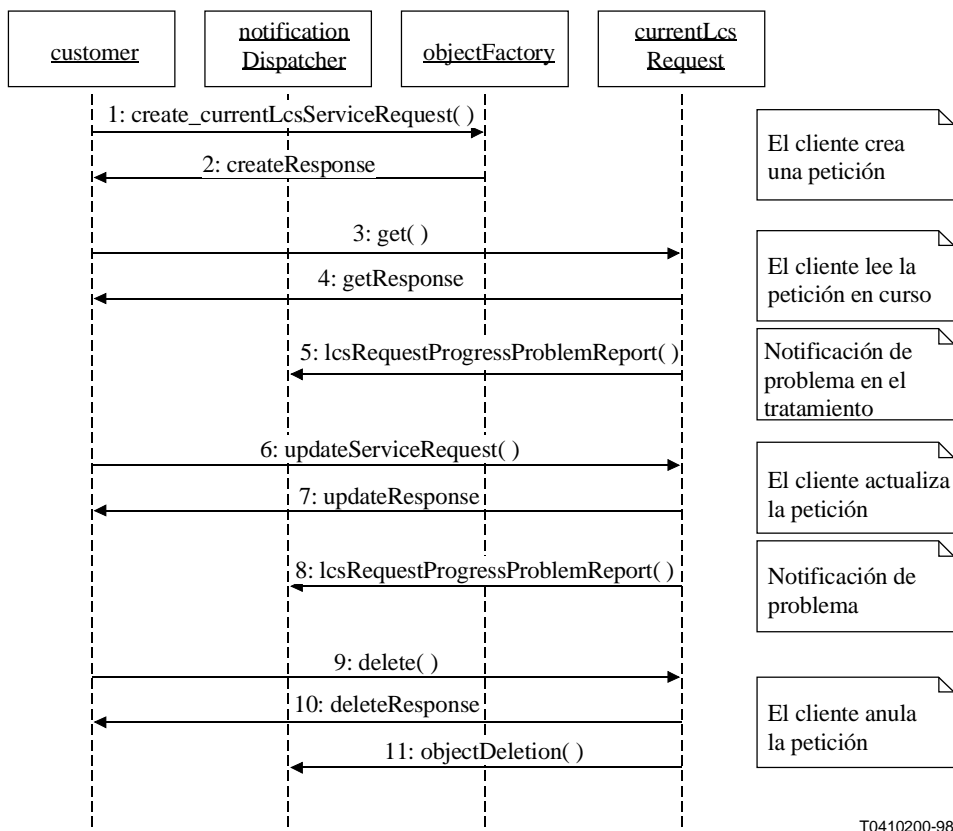 customer
notification
Dispatcher
objectFactory
currentLcs
Request
1: create_currentLcsServiceRequest( )
El cliente crea
una petición
2: createResponse
3: get( )
El cliente lee la
petición en curso
4: getResponse
5: lcsRequestProgressProblemReport( )
Notificación de
problema en el
tratamiento
6: updateServiceRequest( )
El cliente actualiza
la petición
7: updateResponse
8: lcsRequestProgressProblemReport( )
Notificación de
problema
9: delete( )
10: deleteResponse
El cliente anula
la petición
11: objectDeletion( )
T0410200-98